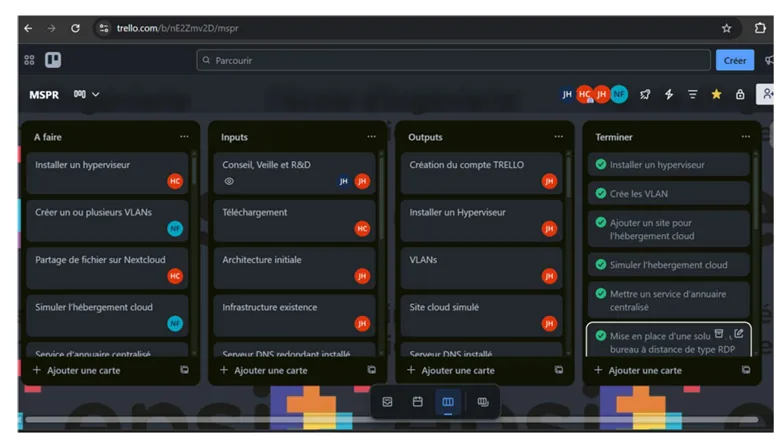 trello.com/b/nE2Zmv2D/mspr
Parcourir
Créer
MSPR
JH HC JH NF
A faire
Installer un hyperviseur
HC
Créer un ou plusieurs VLANs
NF
Partage de fichier sur Nextcloud
HC
Simuler l'hébergement cloud
NF
Service d'annuaire centralisé
Ajouter une carte
Inputs
Conseil, Veille et R&D
JH JH
Téléchargement
HC
Architecture initiale
JH
Infrastructure existence
JH
Serveur DNS redondant installé
Ajouter une carte
Outputs
Création du compte TRELLO
JH
Installer un Hyperviseur
JH
VLANs
JH
Site cloud simulé
JH
Serveur DNS installé
Ajouter une carte
Terminer
Installer un hyperviseur
Crée les VLAN
Ajouter un site pour
l'hébergement cloud
Simuler l'hebergement cloud
Mettre un service d'annuaire
centralisé
Mise en place d'une solu
bureau à distance de type RDP
Ajouter une carte